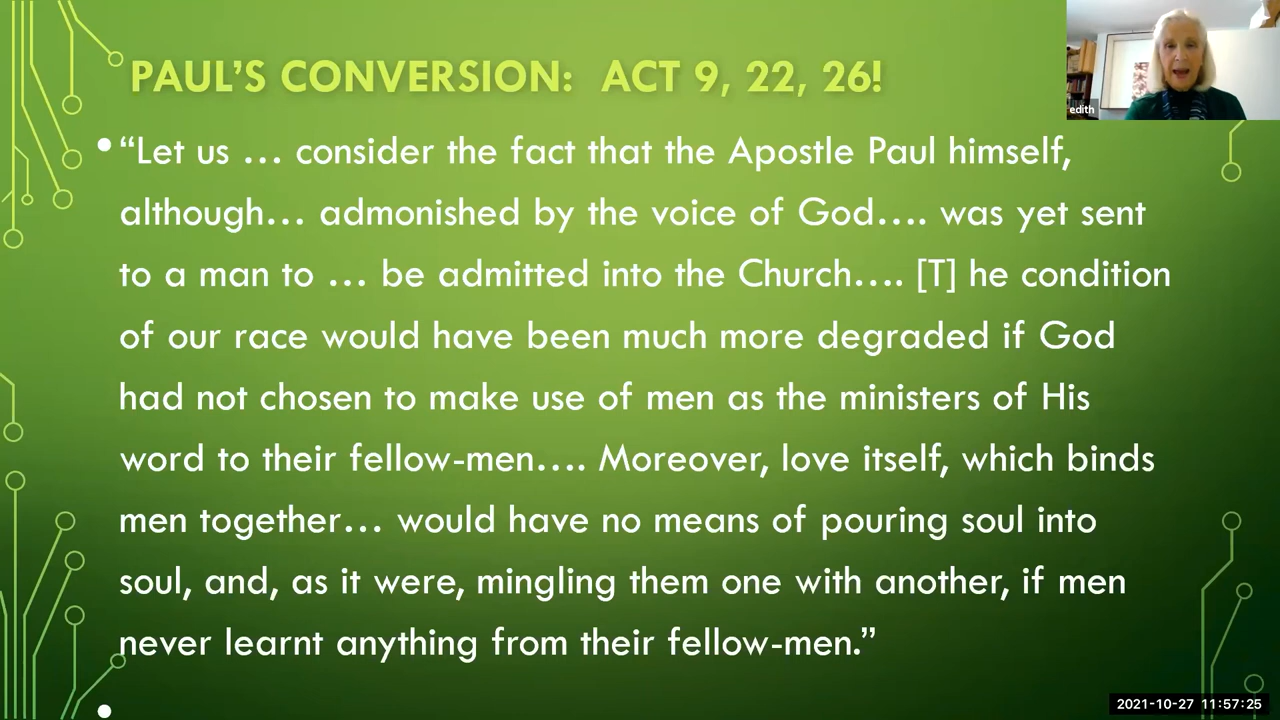 PAUL’S CONVERSION:  ACT 9, 22, 26!
edith
• “Let us … consider the fact that the Apostle Paul himself,
although… admonished by the voice of God…. was yet sent
to a man to … be admitted into the Church…. [T] he condition
of our race would have been much more degraded if God
had not chosen to make use of men as the ministers of His
word to their fellow-men…. Moreover, love itself, which binds
men together… would have no means of pouring soul into
soul, and, as it were, mingling them one with another, if men
never learnt anything from their fellow-men.”
•
2021-10-27 11:57:25